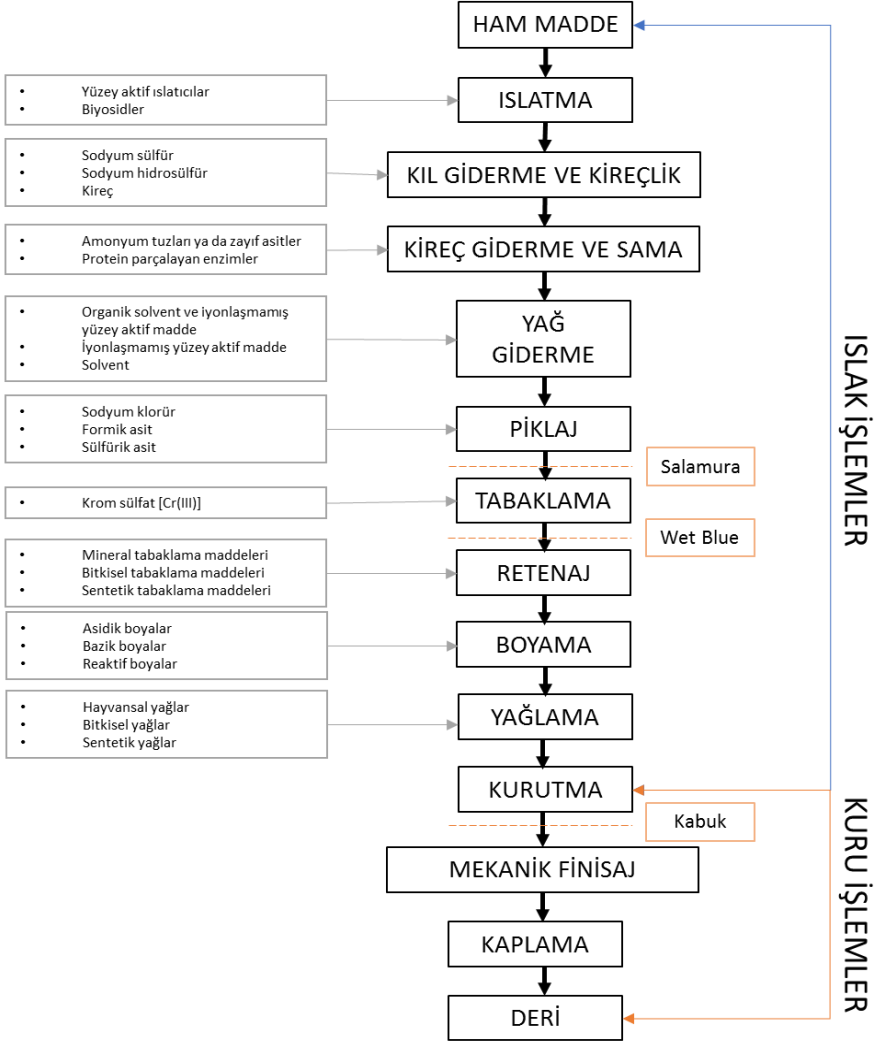 HAM MADDE
• Yüzey aktif ıslatıcılar
• Biyosidler
ISLATMA
• Sodyum sülfür
• Sodyum hidrosülfür
• Kireç
KIL GİDERME VE KİREÇLİK
• Amonyum tuzları ya da zayıf asitler
• Protein parçalayan enzimler
KİREÇ GİDERME VE SAMA
• Organik solvent ve iyonlaşmamış
yüzey aktif madde
• İyonlaşmamış yüzey aktif madde
• Solvent
YAĞ
GİDERME
• Sodyum klorür
• Formik asit
• Sülfürik asit
PİKLAJ
Salamura
• Krom sülfat [Cr(III)]
TABAKLAMA
Wet Blue
• Mineral tabaklama maddeleri
• Bitkisel tabaklama maddeleri
• Sentetik tabaklama maddeleri
RETENAJ
• Asidik boyalar
• Bazik boyalar
• Reaktif boyalar
BOYAMA
• Hayvansal yağlar
• Bitkisel yağlar
• Sentetik yağlar
YAĞLAMA
KURUTMA
Kabuk
MEKANİK FİNİSAJ
KAPLAMA
DERİ
ISLAK İŞLEMLER
KURU İŞLEMLER